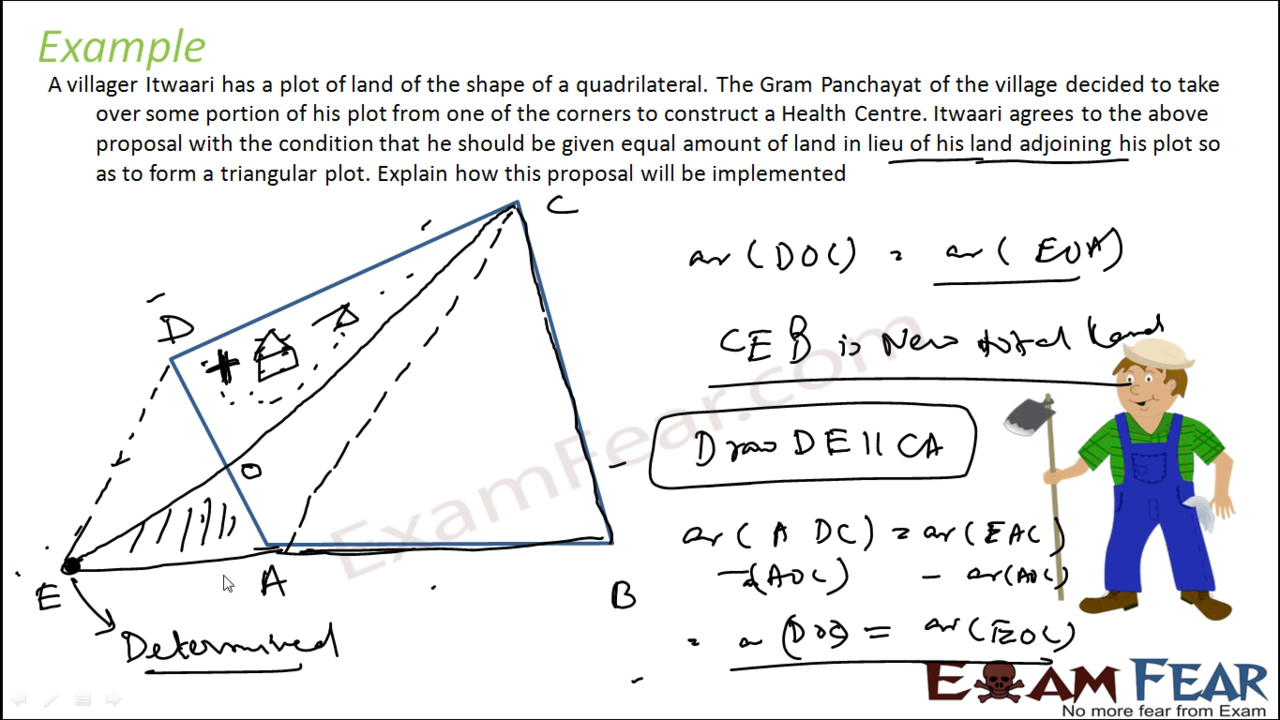 Example
A villager Itwaari has a plot of land of the shape of a quadrilateral. The Gram Panchayat of the village decided to take
over some portion of his plot from one of the corners to construct a Health Centre. Itwaari agrees to the above
proposal with the condition that he should be given equal amount of land in lieu of his land adjoining his plot so
as to form a triangular plot. Explain how this proposal will be implemented
C
ar (DOC) = ar (EOA)
D
CEB is New total Land
O
Draw DE || CA
ar (ADC) = ar (EAC)
E
A
B
- (AOC) - ar (AOC)
Determined
= ar (DOC) = ar (EOC)
ExamFear.com
EXAM FEAR
No more fear from Exam